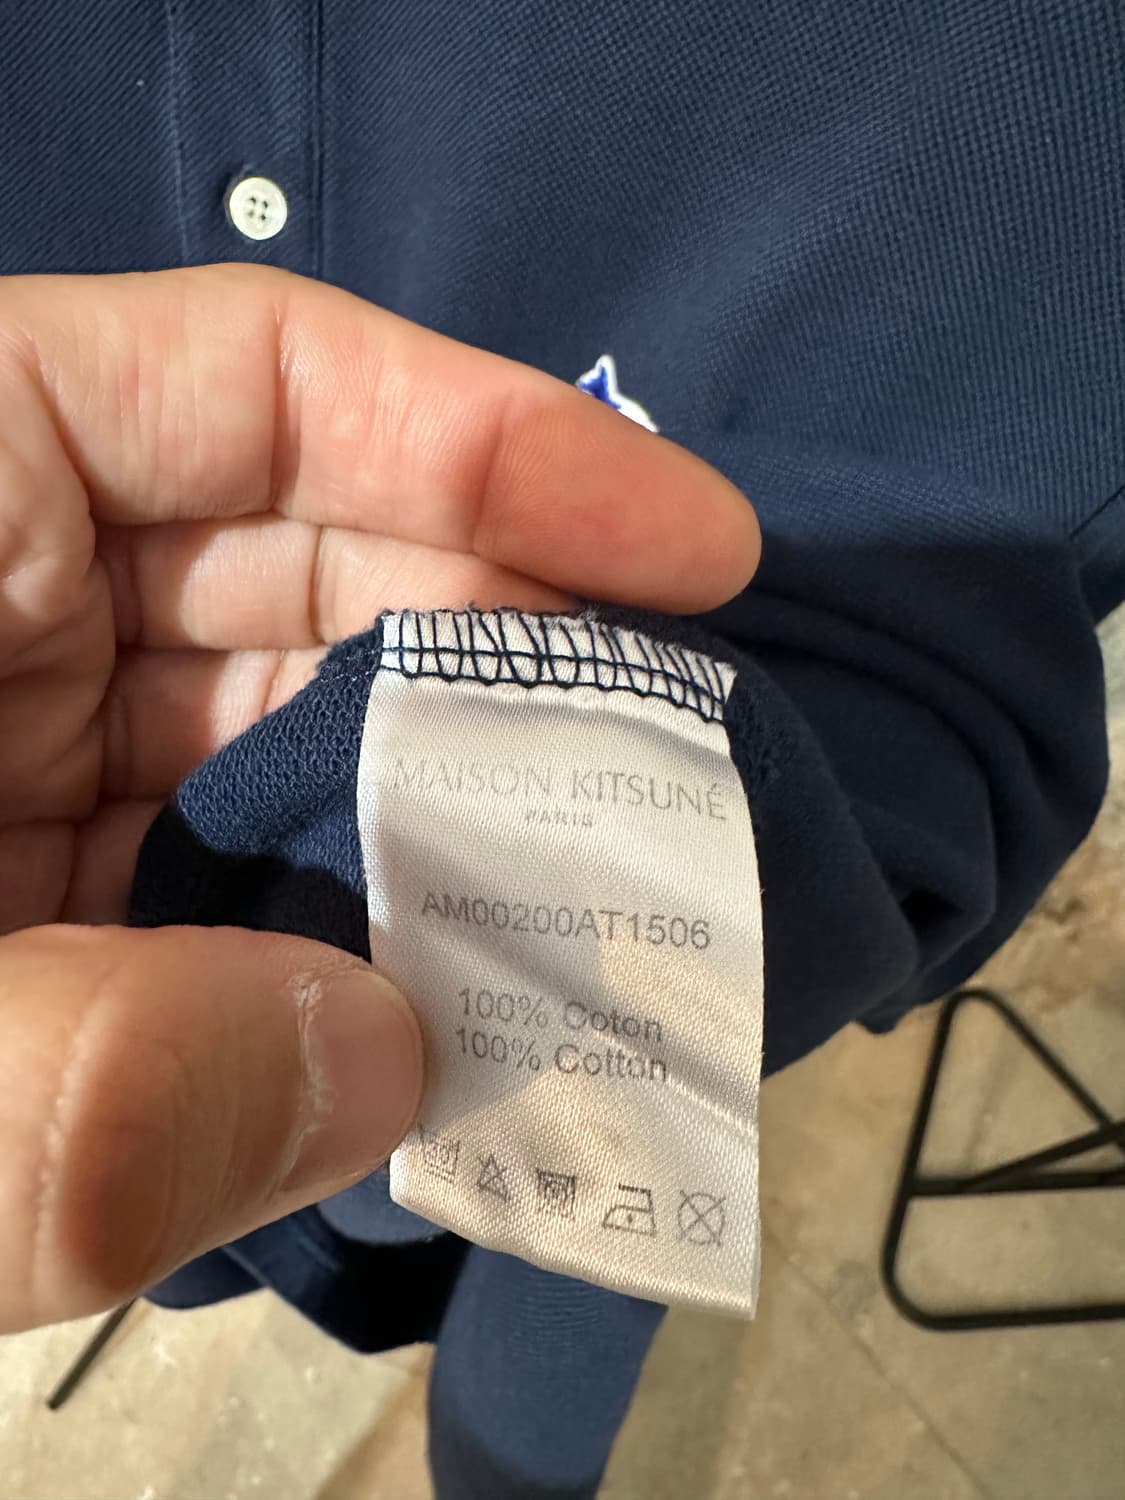 MAISON KITSUNÉ
PARIS
AM00200AT1506
100% Coton
100% Cotton